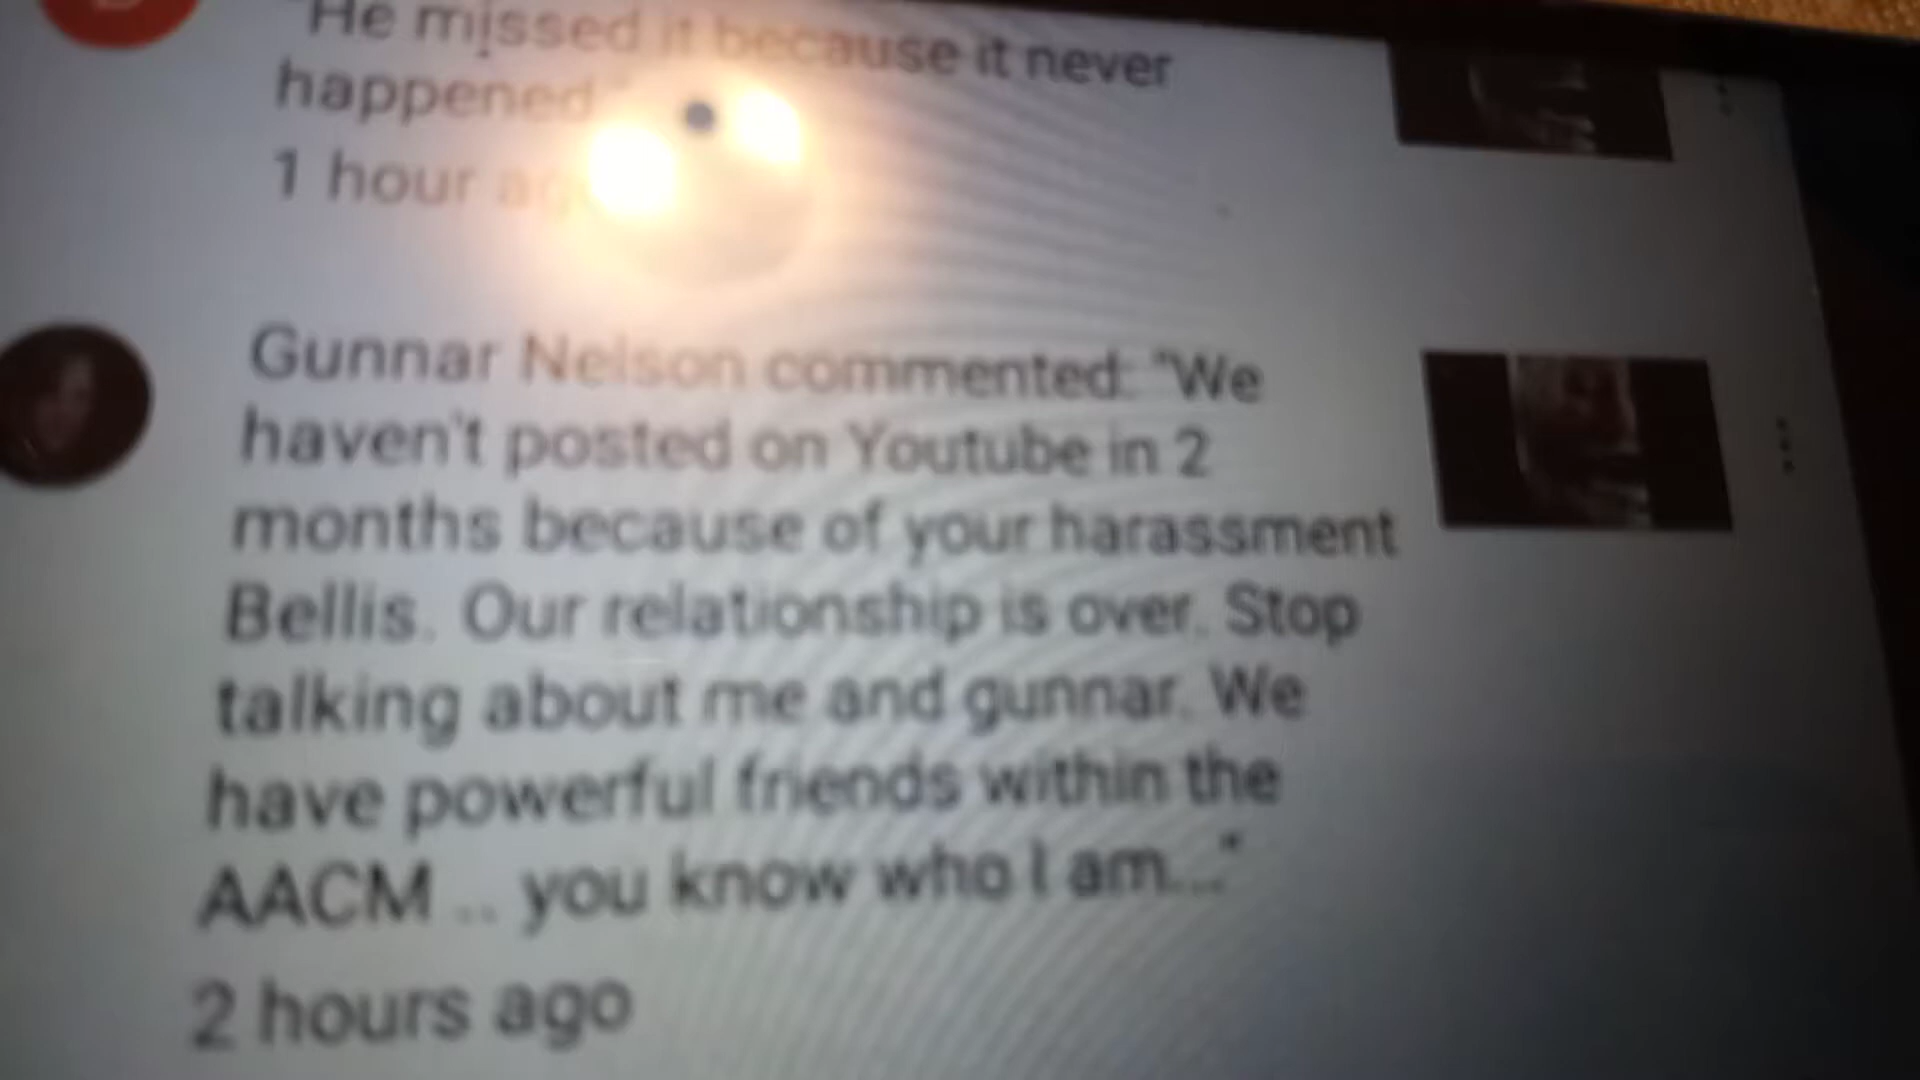 "He missed it because it never
happened."
1 hour ago
Gunnar Nelson commented: "We
haven't posted on Youtube in 2
months because of your harassment
Bellis. Our relationship is over. Stop
talking about me and gunnar. We
have powerful friends within the
AACM .. you know who I am..."
2 hours ago